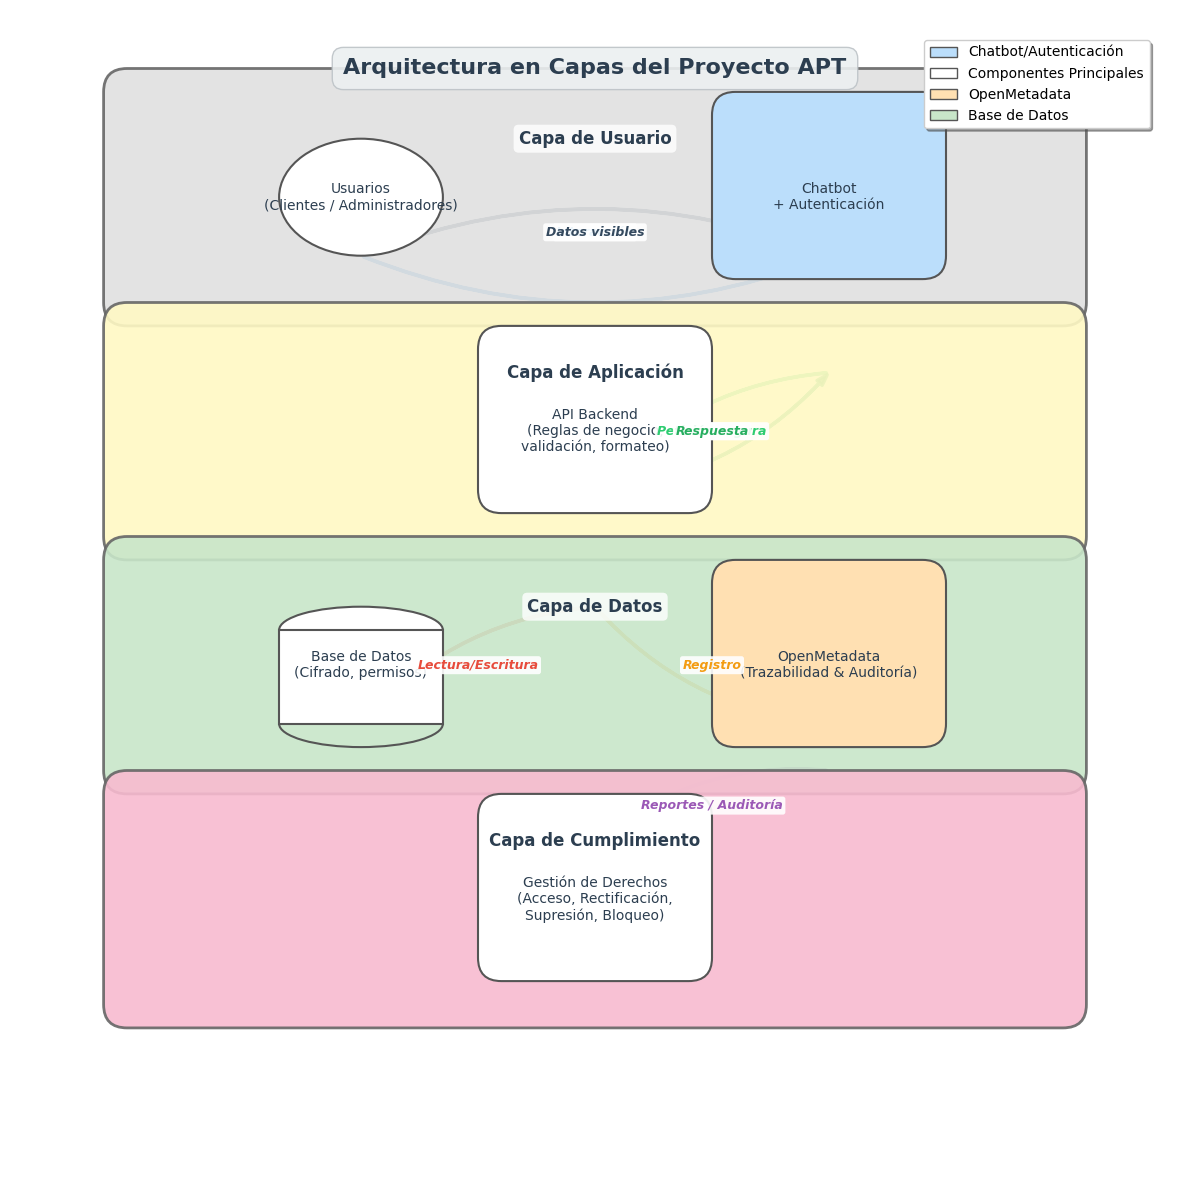 Arquitectura en Capas del Proyecto APT
Chatbot/Autenticación
Componentes Principales
OpenMetadata
Base de Datos
Capa de Usuario
Usuarios
(Clientes / Administradores)
Chatbot
+ Autenticación
Datos visibles
Capa de Aplicación
API Backend
(Reglas de negocio
validación, formateo)
Respuesta
Capa de Datos
Base de Datos
(Cifrado, permisos,
Lectura/Escritura
Registro
OpenMetadata
(Trazabilidad & Auditoría)
Reportes / Auditoría
Capa de Cumplimiento
Gestión de Derechos
(Acceso, Rectificación,
Supresión, Bloqueo)